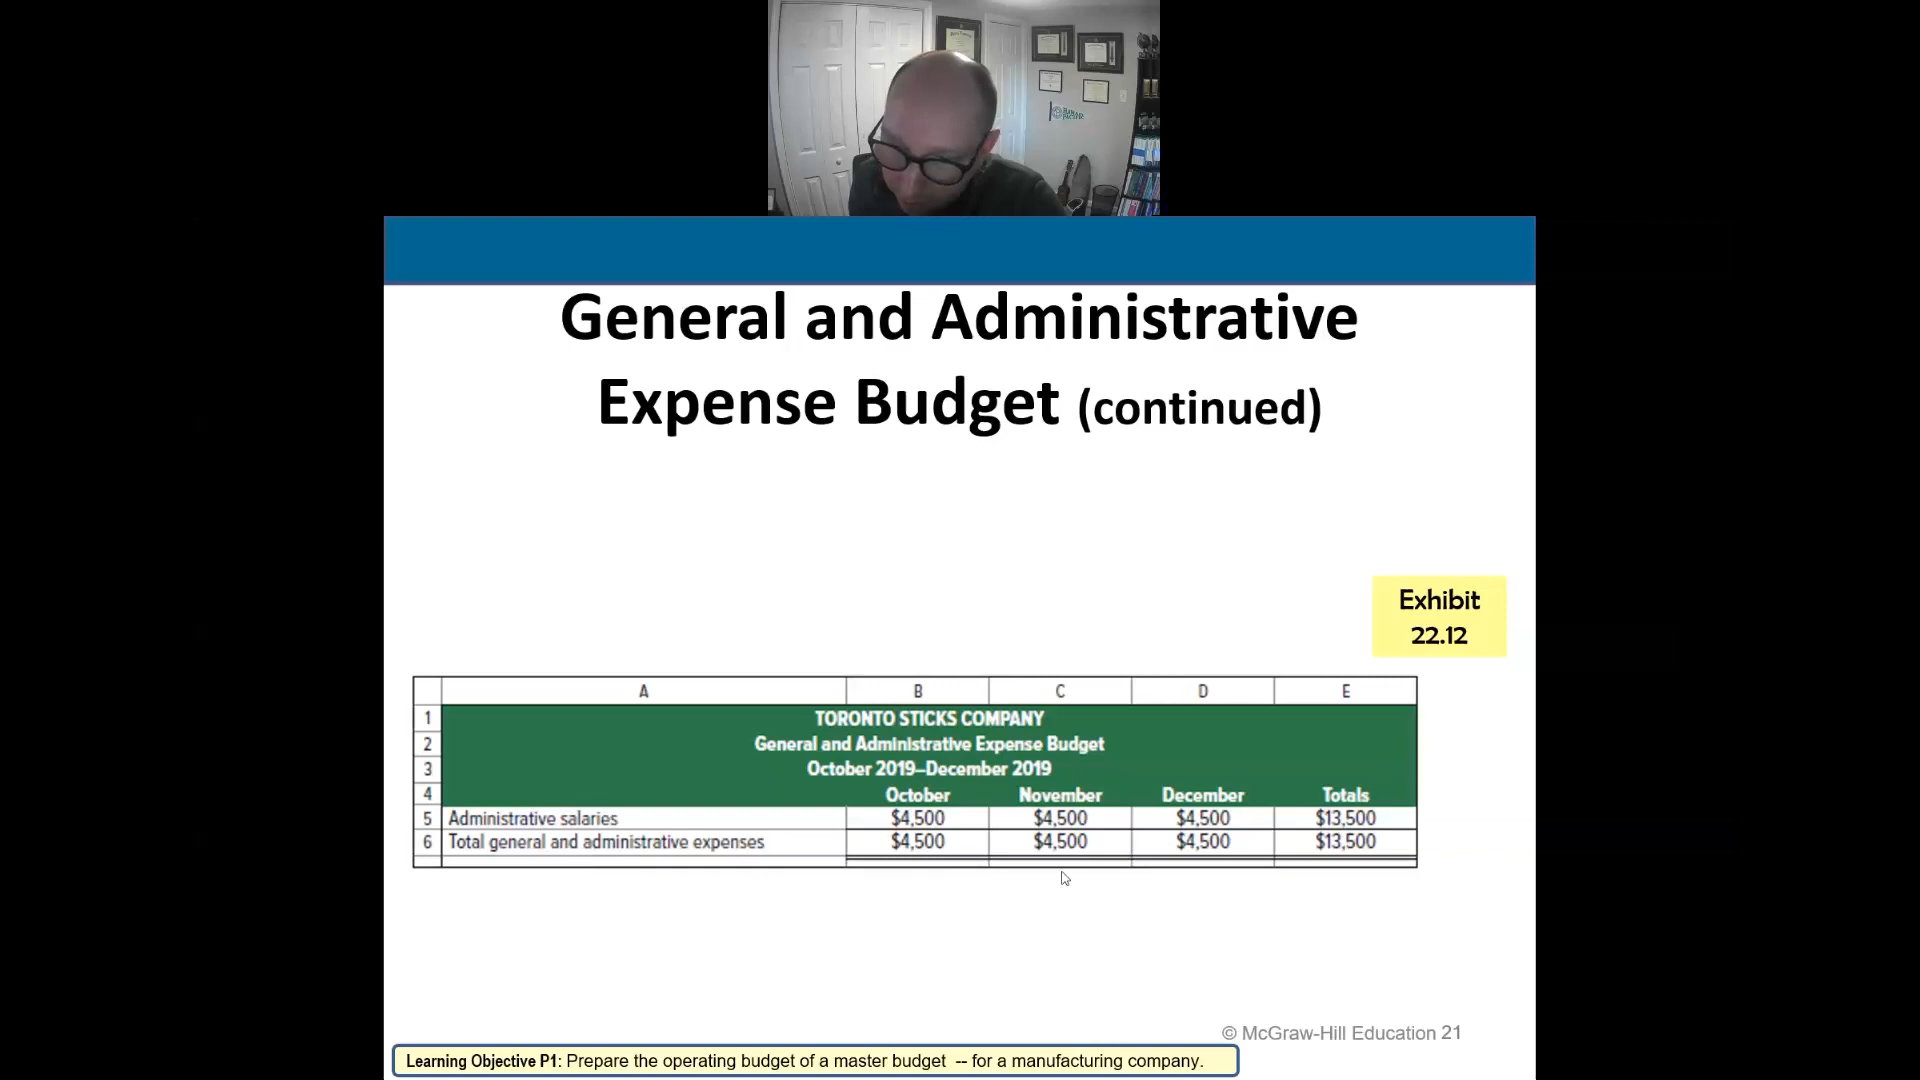 General and Administrative
Expense Budget (continued)
Exhibit
22.12
A B C D E
1 TORONTO STICKS COMPANY
2 General and Administrative Expense Budget
3 October 2019–December 2019
4 October November December Totals
5 Administrative salaries $4,500 $4,500 $4,500 $13,500
6 Total general and administrative expenses $4,500 $4,500 $4,500 $13,500
© McGraw-Hill Education 21
Learning Objective P1: Prepare the operating budget of a master budget -- for a manufacturing company.